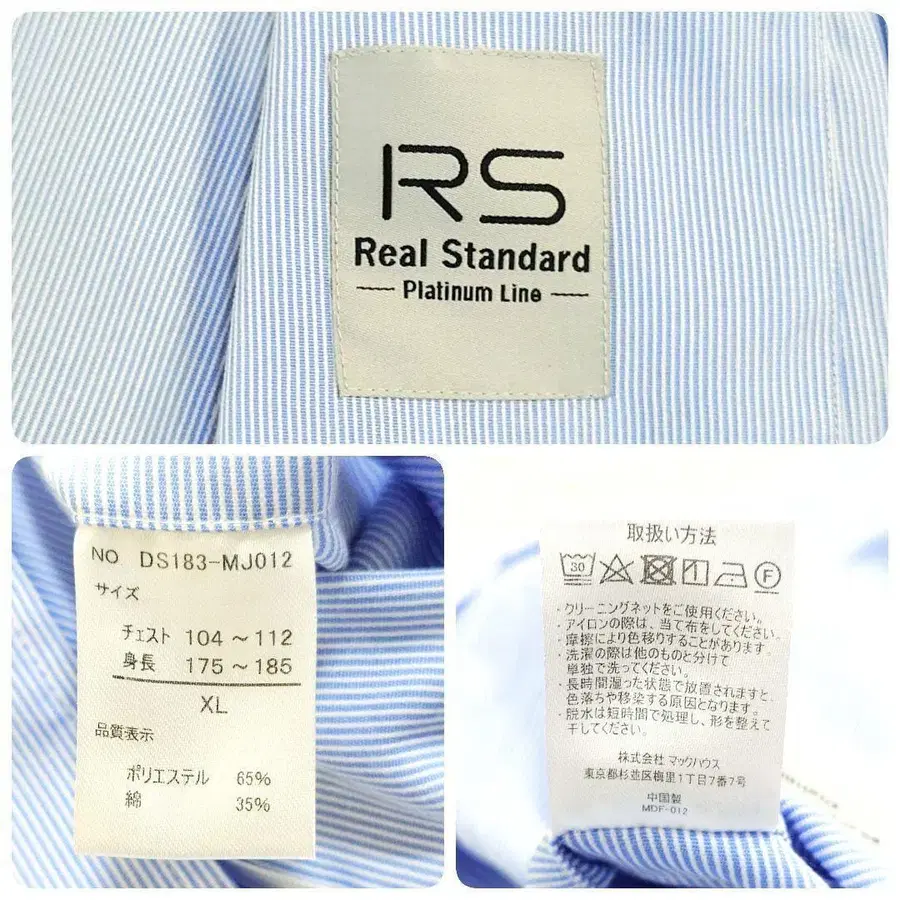 RS
Real Standard
Platinum Line
NO DS183-MJ012
サイズ
チェスト 104～112
身長 175～185
XL
品質表示
ポリエステル 65%
綿 35%
取扱い方法
30
F
・クリーニングネットをご使用ください。
・アイロンの際は、当て布をしてください。
・摩擦により色移りすることがあります。
・洗濯の際は他のものと分けて
単独で洗ってください。
・長時間湿った状態で放置されますと、
色落ちや移染する原因となります。
・脱水は短時間で処理し、形を整えて
干してください。
株式会社 マックハウス
東京都杉並区梅里1丁目7番7号
中国製
MDF-012